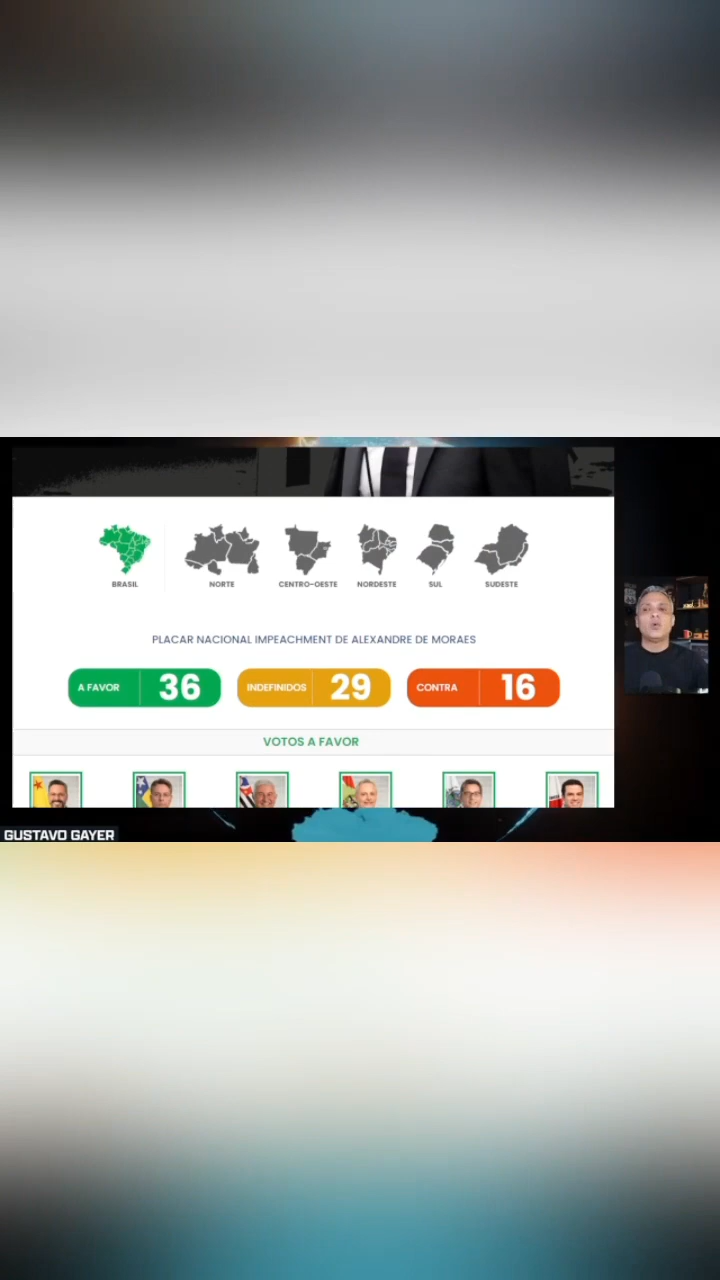 BRASIL
NORTE
CENTRO-OESTE
NORDESTE
SUL
SUDESTE
PLACAR NACIONAL IMPEACHMENT DE ALEXANDRE DE MORAES
A FAVOR 36
INDEFINIDOS 29
CONTRA 16
VOTOS A FAVOR
GUSTAVO GAYER